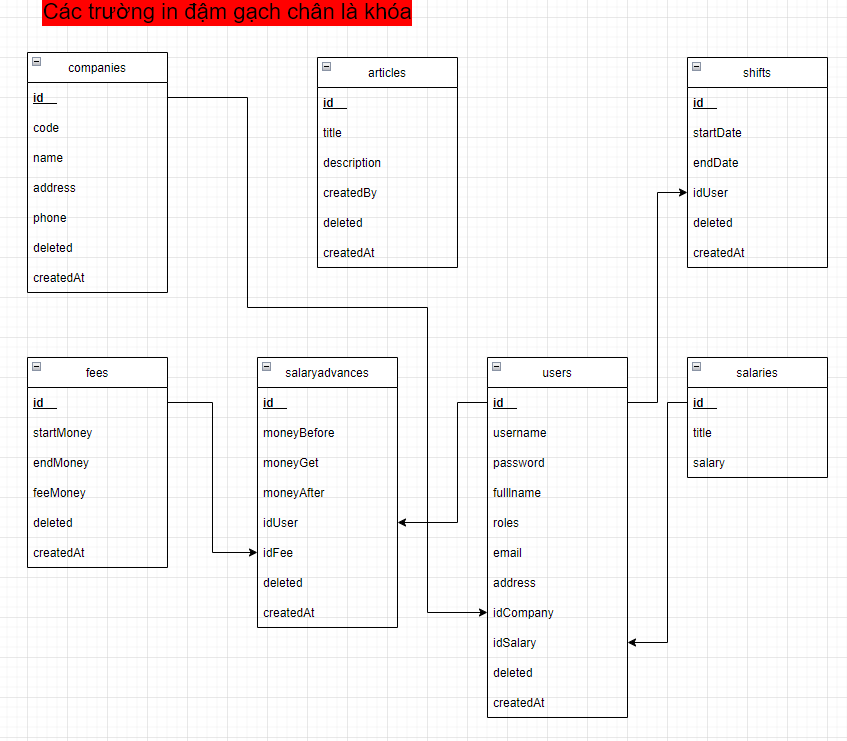 Các trường in đậm gạch chân là khóa
companies
id
code
name
address
phone
deleted
createdAt
articles
id
title
description
createdBy
deleted
createdAt
shifts
id
startDate
endDate
idUser
deleted
createdAt
fees
id
startMoney
endMoney
feeMoney
deleted
createdAt
salaryadvances
id
moneyBefore
moneyGet
moneyAfter
idUser
idFee
deleted
createdAt
users
id
username
password
fulllname
roles
email
address
idCompany
idSalary
deleted
createdAt
salaries
id
title
salary